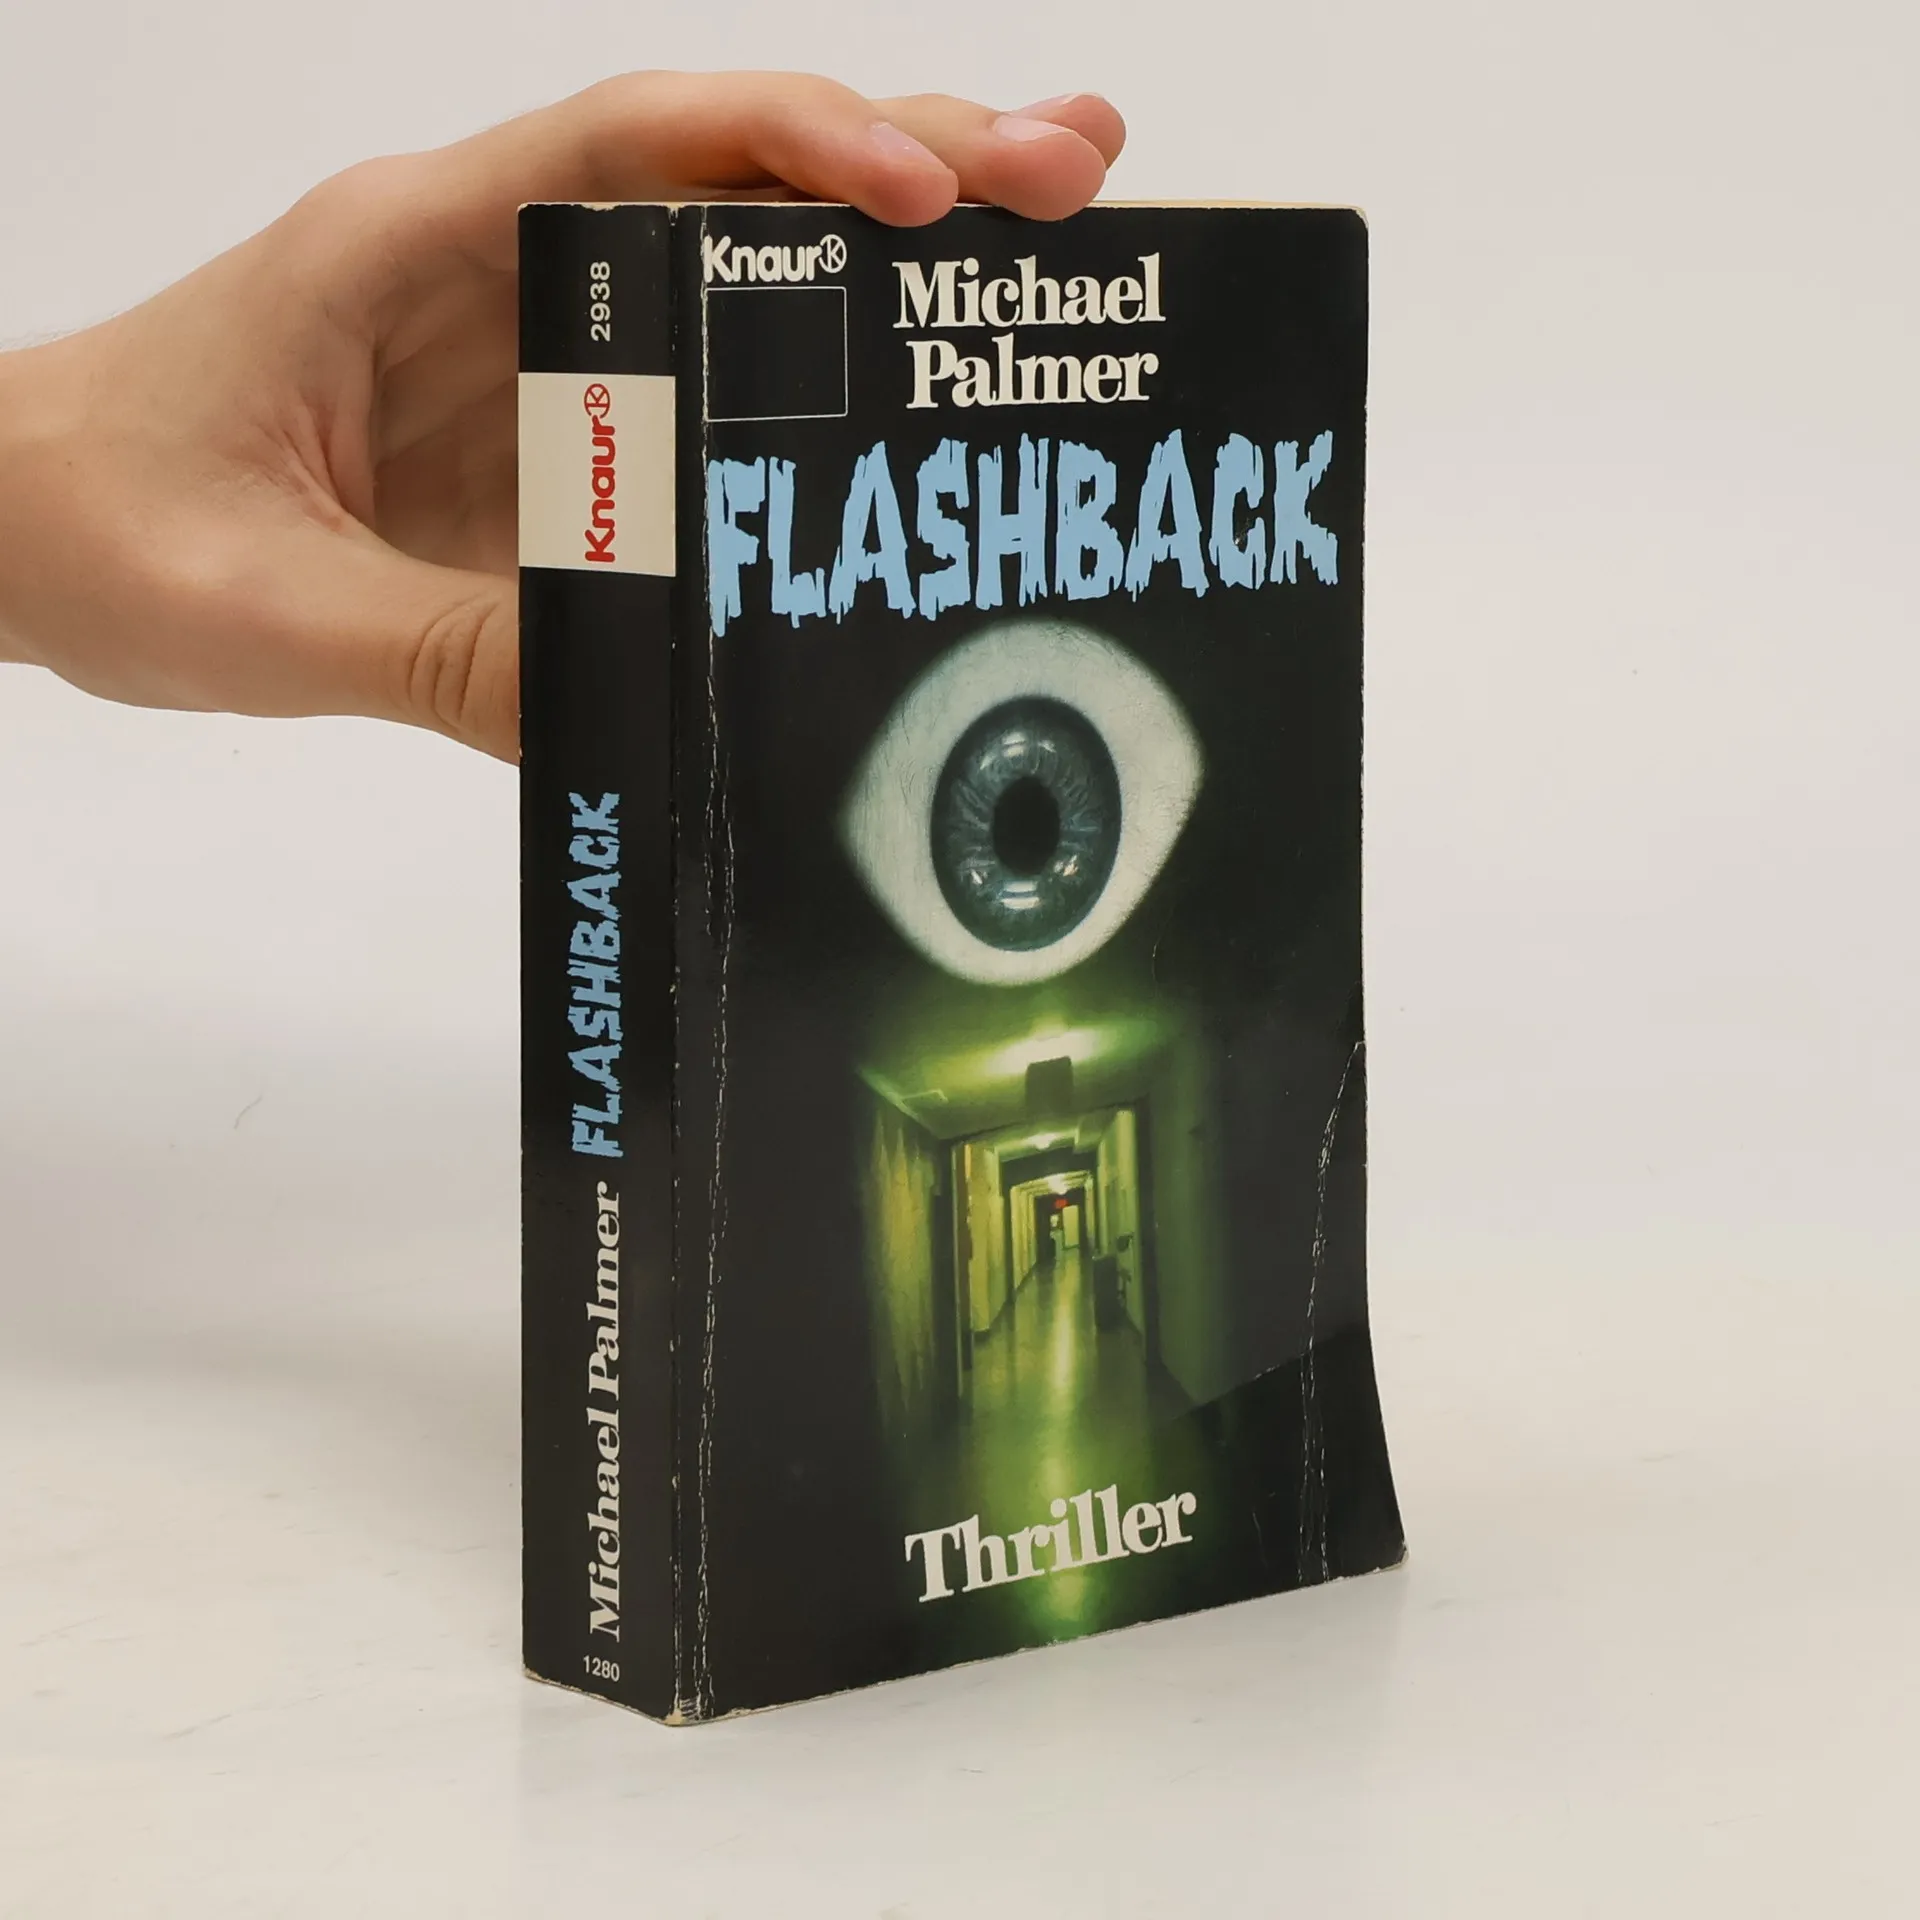 2938
Knaur
FLASHBACK
Michael Palmer
1280
Knaur
Michael
Palmer
FLASHBACK
Thriller